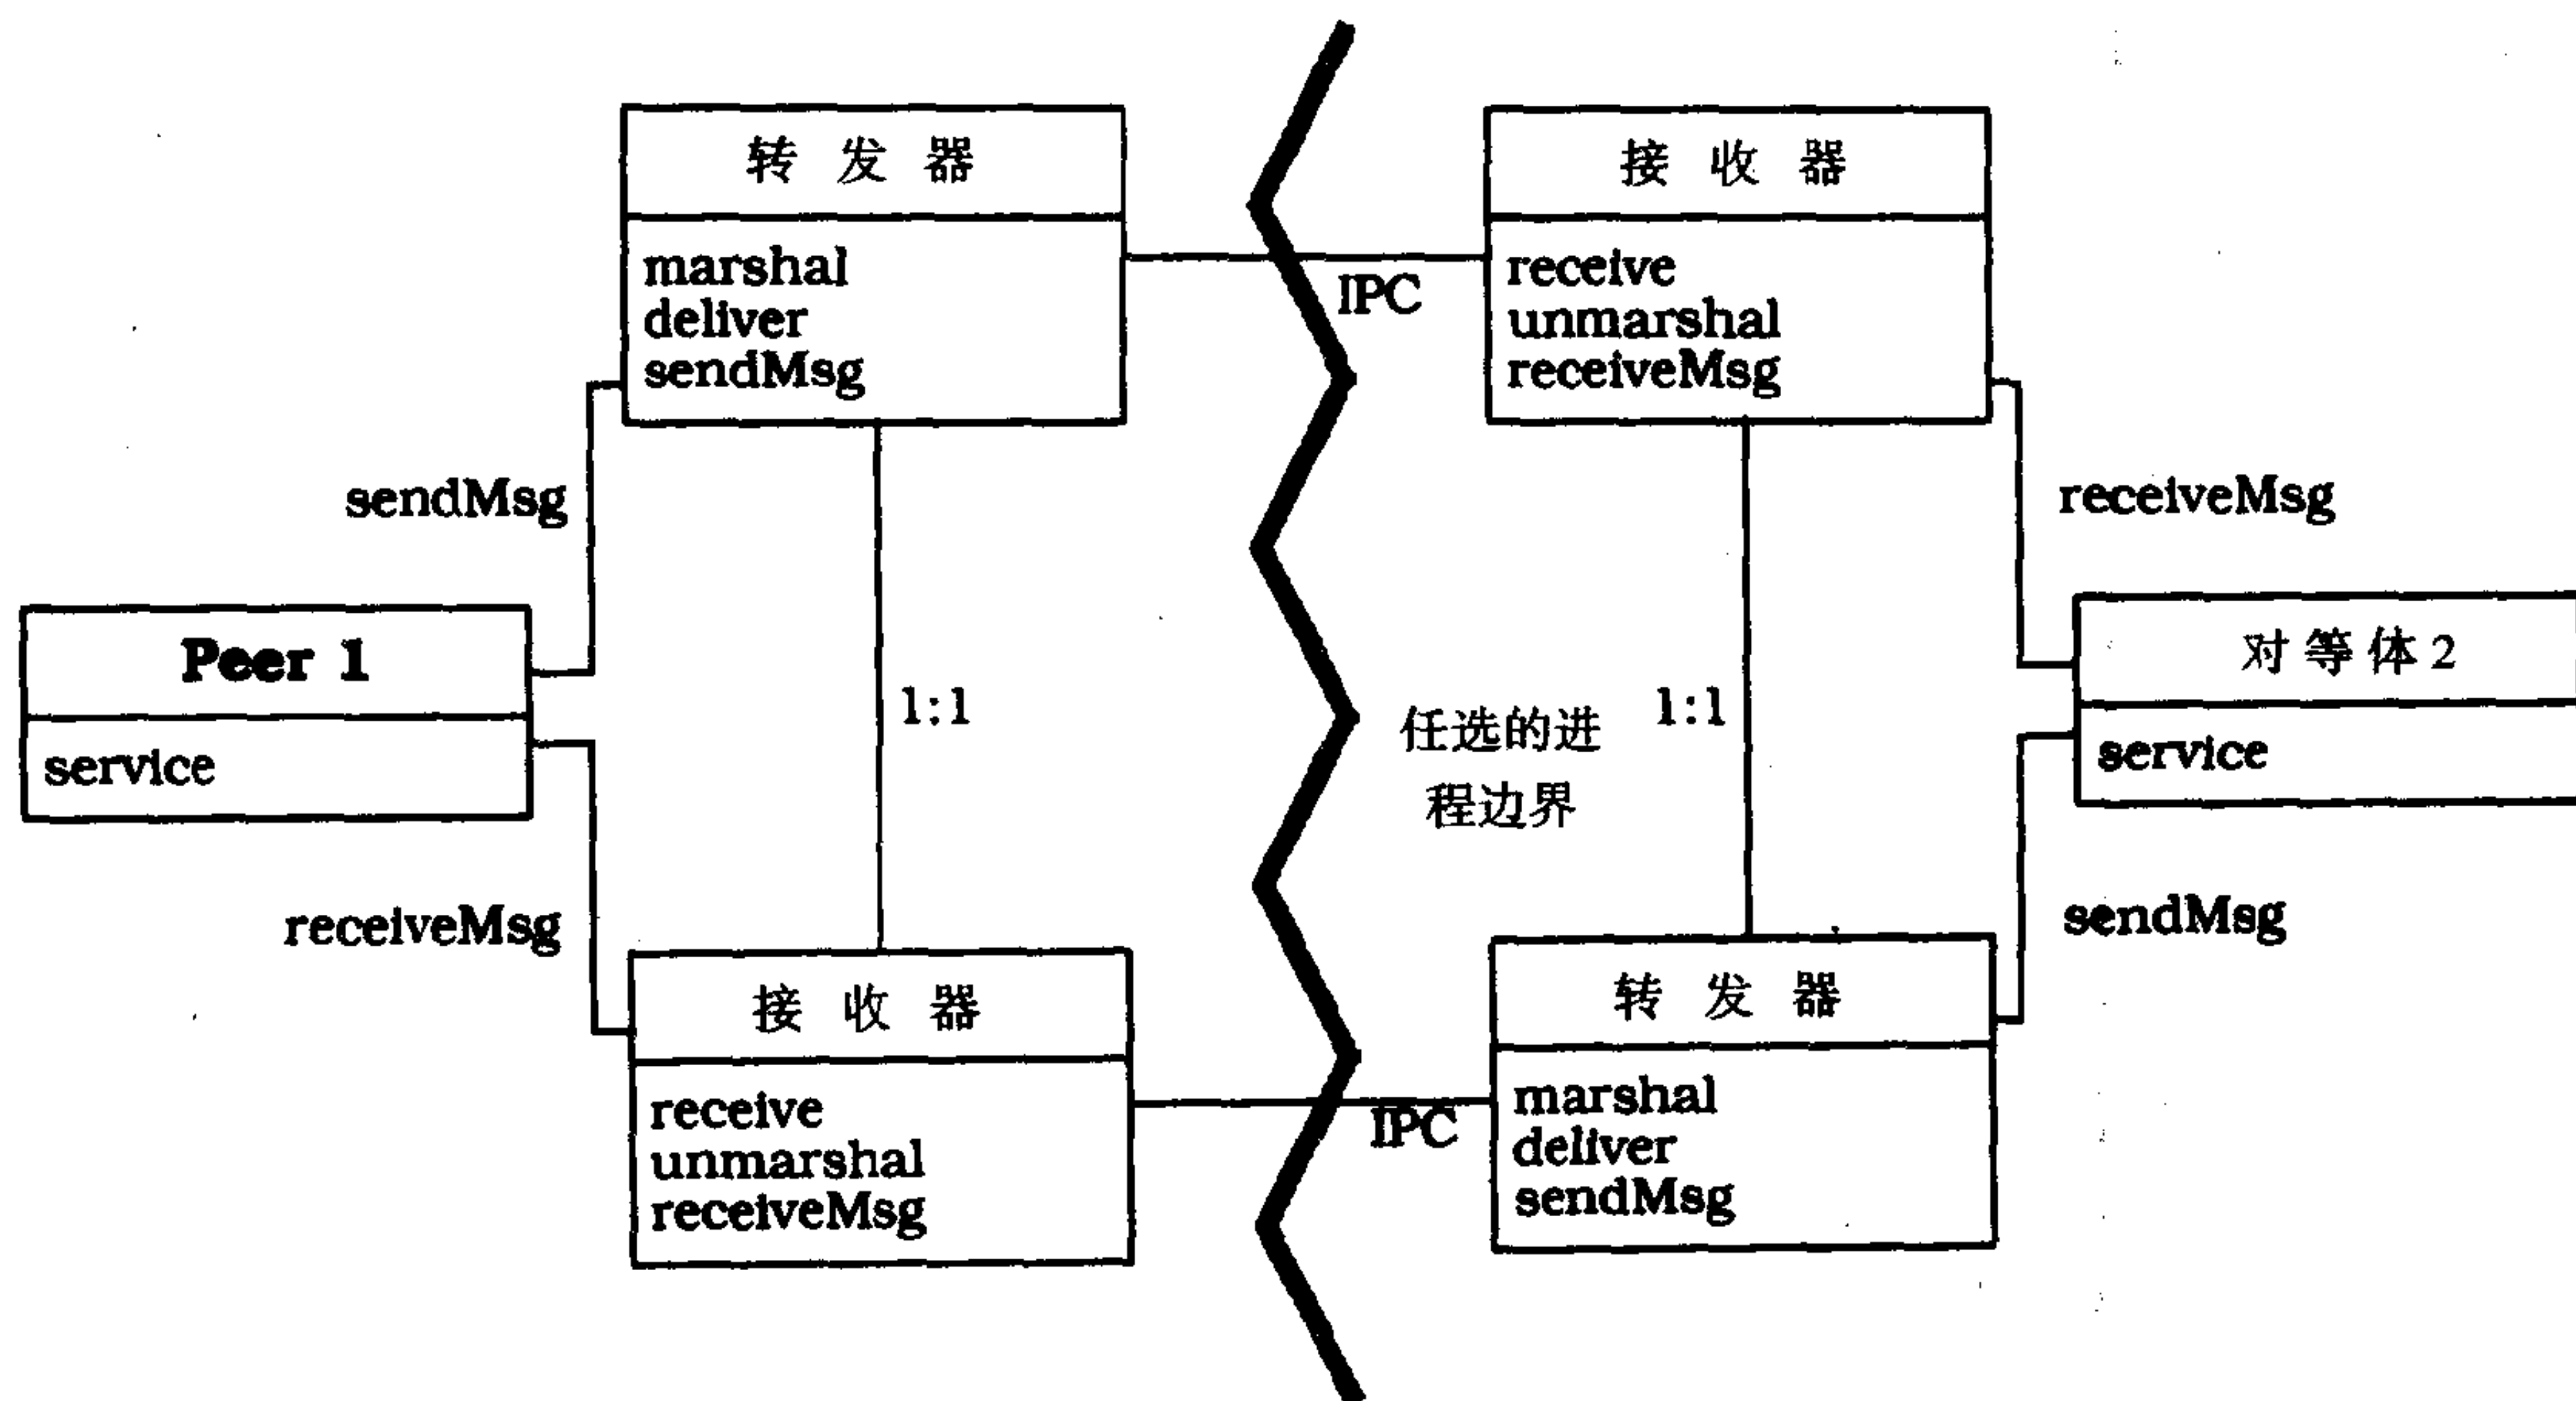 转发器
marshal
deliver
sendMsg
接收器
receive
unmarshal
receiveMsg
IPC
sendMsg
receiveMsg
Peer 1
service
1:1
任选的进
程边界
1:1
对等体2
service
receiveMsg
sendMsg
接收器
receive
unmarshal
receiveMsg
IPC
转发器
marshal
deliver
sendMsg